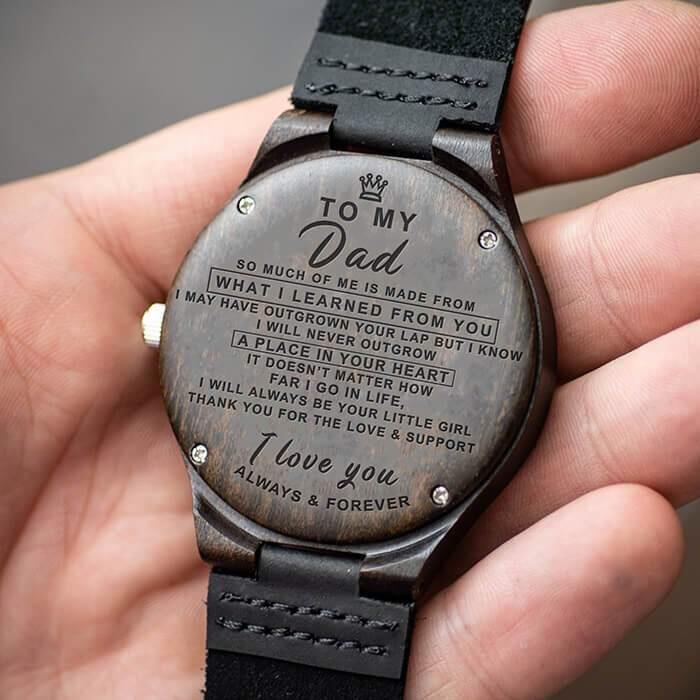 TO MY
Dad
SO MUCH OF ME IS MADE FROM
WHAT I LEARNED FROM YOU
I MAY HAVE OUTGROWN YOUR LAP BUT I KNOW
I WILL NEVER OUTGROW
A PLACE IN YOUR HEART
IT DOESN'T MATTER HOW
FAR I GO IN LIFE,
I WILL ALWAYS BE YOUR LITTLE GIRL
THANK YOU FOR THE LOVE & SUPPORT
I love you
ALWAYS & FOREVER